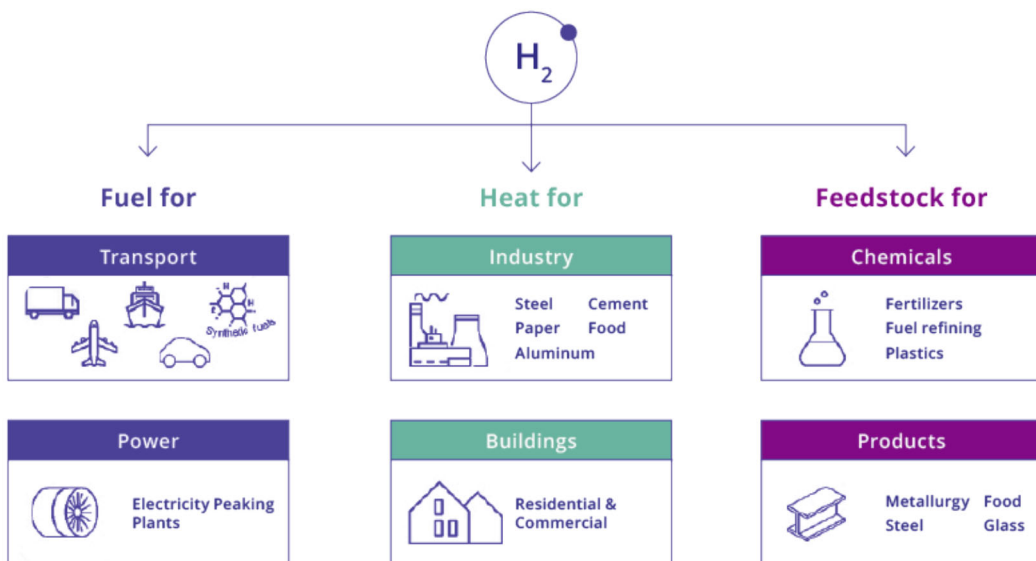 H2
Fuel for
Heat for
Feedstock for
Transport
Synthetic fuels
Industry
Steel Cement
Paper Food
Aluminum
Chemicals
Fertilizers
Fuel refining
Plastics
Power
Electricity Peaking
Plants
Buildings
Residential &
Commercial
Products
Metallurgy Food
Steel Glass